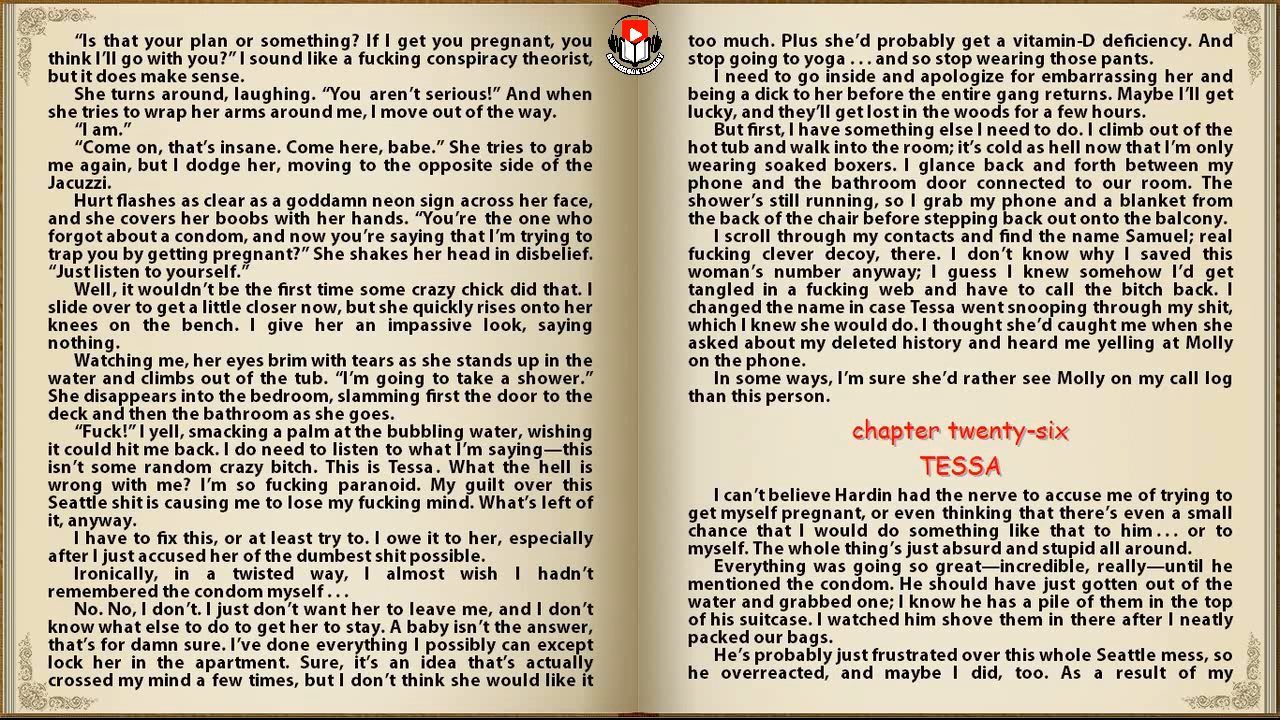 “Is that your plan or something? If I get you pregnant, you
think I’ll go with you?” I sound like a fucking conspiracy theorist,
but it does make sense.
She turns around, laughing. “You aren’t serious!” And when
she tries to wrap her arms around me, I move out of the way.
“I am.”
“Come on, that’s insane. Come here, babe.” She tries to grab
me again, but I dodge her, moving to the opposite side of the
Jacuzzi.
Hurt flashes as clear as a goddamn neon sign across her face,
and she covers her boobs with her hands. “You’re the one who
forgot about a condom, and now you’re saying that I’m trying to
trap you by getting pregnant?” She shakes her head in disbelief.
“Just listen to yourself.”
Well, it wouldn’t be the first time some crazy chick did that. I
slide over to get a little closer now, but she quickly rises onto her
knees on the bench. I give her an impassive look, saying
nothing.
Watching me, her eyes brim with tears as she stands up in the
water and climbs out of the tub. “I’m going to take a shower.”
She disappears into the bedroom, slamming first the door to the
deck and then the bathroom as she goes.
“Fuck!” I yell, smacking a palm at the bubbling water, wishing
it could hit me back. I do need to listen to what I’m saying—this
isn’t some random crazy bitch. This is Tessa. What the hell is
wrong with me? I’m so fucking paranoid. My guilt over this
Seattle shit is causing me to lose my fucking mind. What’s left of
it, anyway.
I have to fix this, or at least try to. I owe it to her, especially
after I just accused her of the dumbest shit possible.
Ironically, in a twisted way, I almost wish I hadn’t
remembered the condom myself . . .
No. No, I don’t. I just don’t want her to leave me, and I don’t
know what else to do to get her to stay. A baby isn’t the answer,
that’s for damn sure. I’ve done everything I possibly can except
lock her in the apartment. Sure, it’s an idea that’s actually
crossed my mind a few times, but I don’t think she would like it
too much. Plus she’d probably get a vitamin-D deficiency. And
stop going to yoga . . . and so stop wearing those pants.
I need to go inside and apologize for embarrassing her and
being a dick to her before the entire gang returns. Maybe I’ll get
lucky, and they’ll get lost in the woods for a few hours.
But first, I have something else I need to do. I climb out of the
hot tub and walk into the room; it’s cold as hell now that I’m only
wearing soaked boxers. I glance back and forth between my
phone and the bathroom door connected to our room. The
shower’s still running, so I grab my phone and a blanket from
the back of the chair before stepping back out onto the balcony.
I scroll through my contacts and find the name Samuel; real
fucking clever decoy, there. I don’t know why I saved this
woman’s number anyway; I guess I knew somehow I’d get
tangled in a fucking web and have to call the bitch back. I
changed the name in case Tessa went snooping through my shit,
which I knew she would do. I thought she’d caught me when she
asked about my deleted history and heard me yelling at Molly
on the phone.
In some ways, I’m sure she’d rather see Molly on my call log
than this person.
chapter twenty-six
TESSA
I can’t believe Hardin had the nerve to accuse me of trying to
get myself pregnant, or even thinking that there’s even a small
chance that I would do something like that to him . . . or to
myself. The whole thing’s just absurd and stupid all around.
Everything was going so great—incredible, really—until he
mentioned the condom. He should have just gotten out of the
water and grabbed one; I know he has a pile of them in the top
of his suitcase. I watched him shove them in there after I neatly
packed our bags.
He’s probably just frustrated over this whole Seattle mess, so
he overreacted, and maybe I did, too. As a result of my